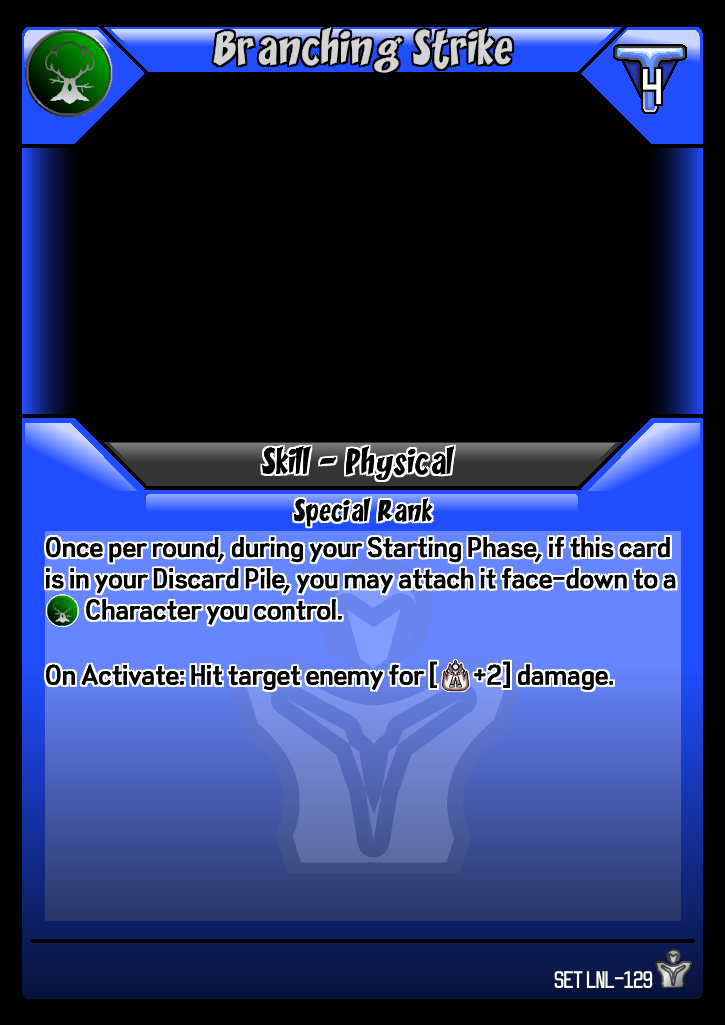 Branching Strike
4
Skill - Physical
Special Rank
Once per round, during your Starting Phase, if this card
is in your Discard Pile, you may attach it face-down to a
Character you control.
On Activate: Hit target enemy for [ +2] damage.
SET LNL-129